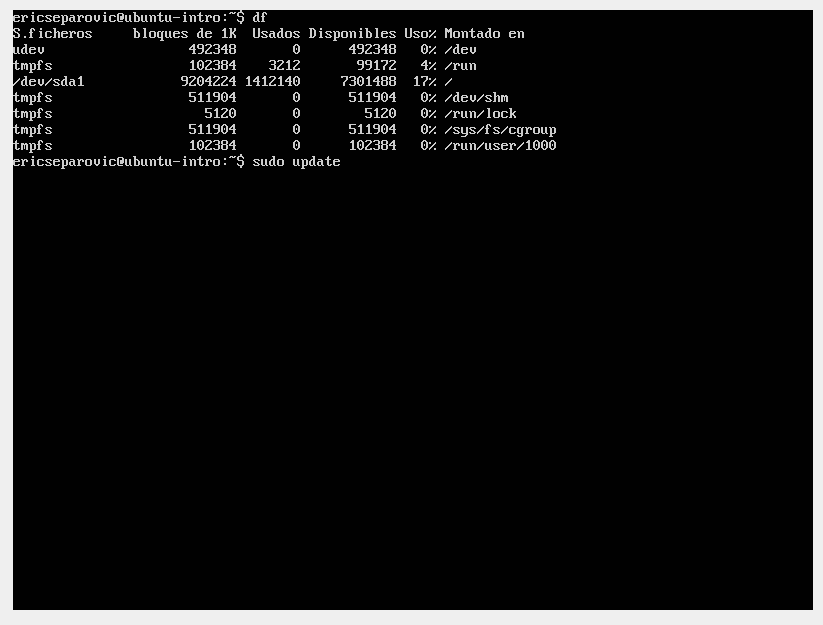 ericseparovic@ubuntu-intro:~$ df
S.ficheros     bloques de 1K  Usados Disponibles Uso% Montado en
udev                  492348       0      492348   0% /dev
tmpfs                 102384    3212       99172   4% /run
/dev/sda1            9204224 1412140     7301488  17% /
tmpfs                 511904       0      511904   0% /dev/shm
tmpfs                   5120       0        5120   0% /run/lock
tmpfs                 511904       0      511904   0% /sys/fs/cgroup
tmpfs                 102384       0      102384   0% /run/user/1000
ericseparovic@ubuntu-intro:~$ sudo update